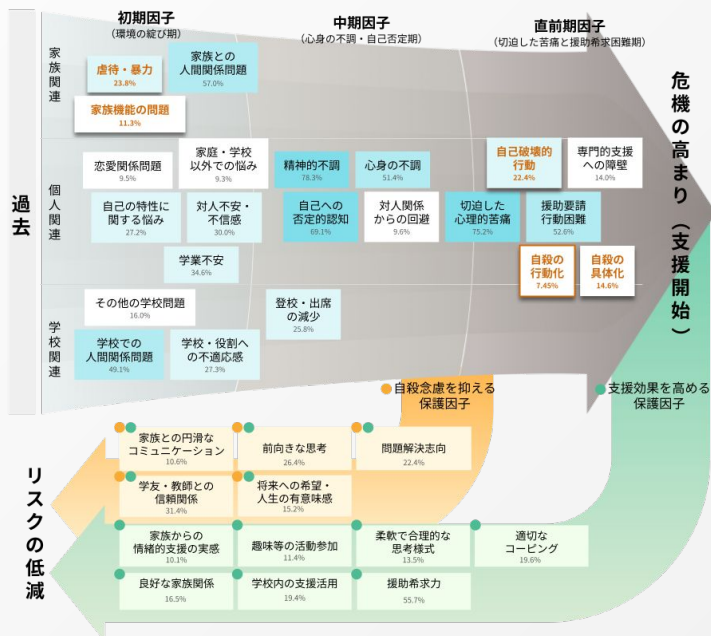 初期因子
（環境の綻び期）
中期因子
（心身の不調・自己否定期）
直前期因子
（切迫した苦痛と援助希求困難期）
過去
家族関連
虐待・暴力
23.8%
家族との
人間関係問題
57.0%
家族機能の問題
11.3%
個人関連
恋愛関係問題
9.5%
家庭・学校
以外での悩み
9.3%
精神的不調
78.3%
心身の不調
51.4%
自己破壊的
行動
22.4%
専門的支援
への障壁
14.0%
自己の特性に
関する悩み
27.2%
対人不安・
不信感
30.0%
自己への
否定的認知
69.1%
対人関係
からの回避
9.6%
切迫した
心理的苦痛
75.2%
援助要請
行動困難
52.6%
学業不安
34.6%
自殺の
行動化
7.45%
自殺の
具体化
14.6%
学校関連
その他の学校問題
16.0%
登校・出席
の減少
25.8%
学校での
人間関係問題
49.1%
学校・役割へ
の不適応感
27.3%
危機の高まり（支援開始）
自殺念慮を抑える
保護因子
支援効果を高める
保護因子
リスクの低減
家族との円滑な
コミュニケーション
10.6%
前向きな思考
26.4%
問題解決志向
22.4%
学友・教師との
信頼関係
31.4%
将来への希望・
人生の有意味感
15.2%
家族からの
情緒的支援の実感
10.1%
趣味等の活動参加
11.4%
柔軟で合理的な
思考様式
13.5%
適切な
コーピング
19.6%
良好な家族関係
16.5%
学校内の支援活用
19.4%
援助希求力
55.7%